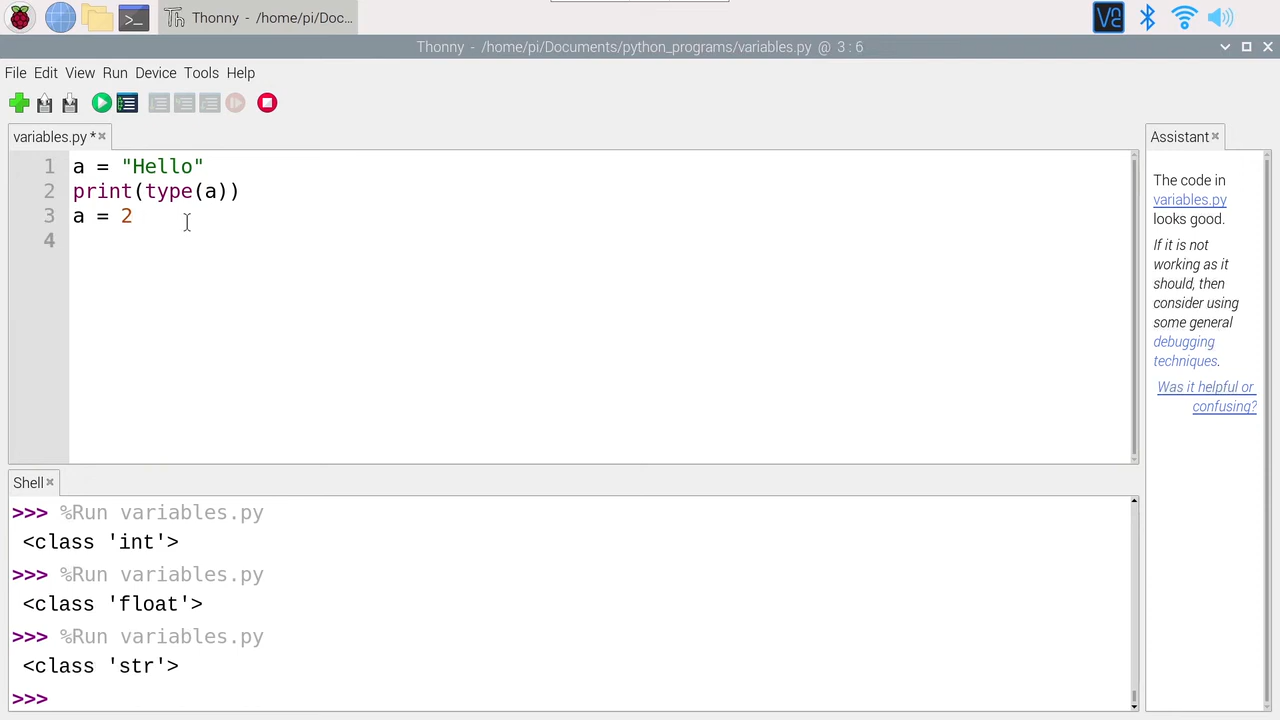 Thonny - /home/pi/Doc...
Thonny - /home/pi/Documents/python_programs/variables.py @ 3 : 6
File Edit View Run Device Tools Help
variables.py *
1 a = "Hello"
2 print(type(a))
3 a = 2
4
Assistant
The code in
variables.py
looks good.
If it is not
working as it
should, then
consider using
some general
debugging
techniques.
Was it helpful or
confusing?
Shell
>>> %Run variables.py
<class 'int'>
>>> %Run variables.py
<class 'float'>
>>> %Run variables.py
<class 'str'>
>>>